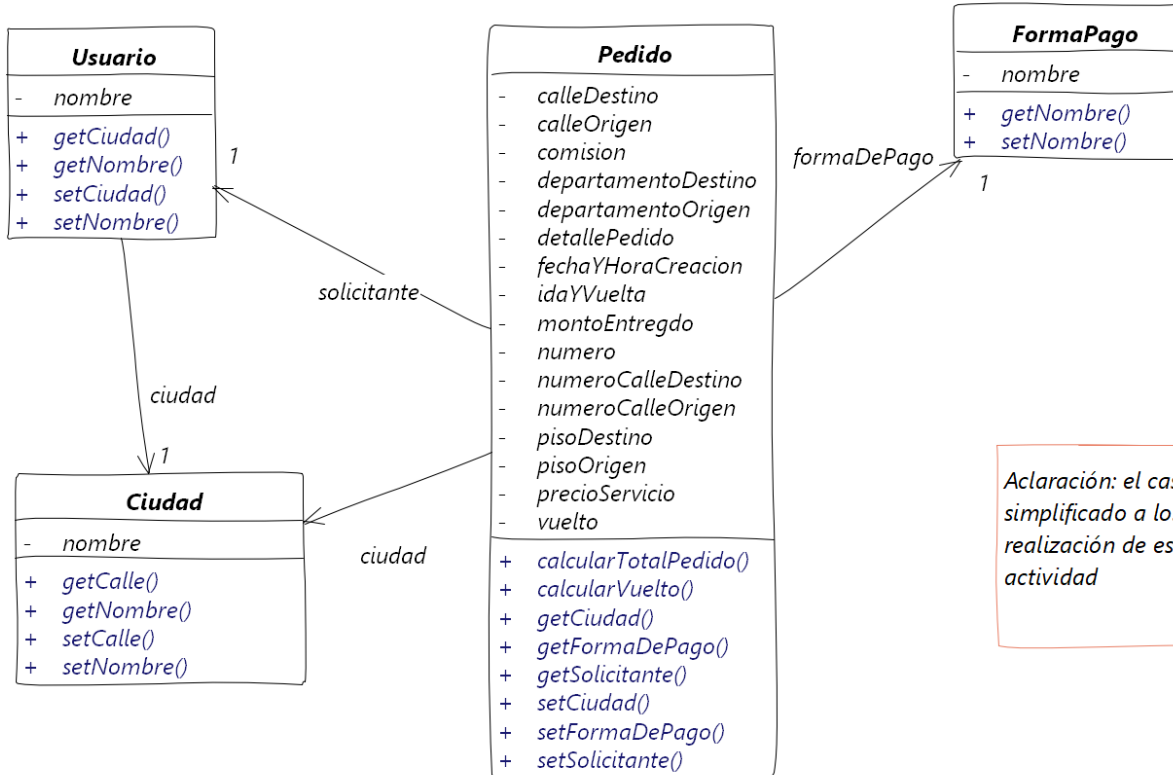 Usuario
- nombre
+ getCiudad()
+ getNombre()
+ setCiudad()
+ setNombre()
1
solicitante
ciudad
1
Ciudad
- nombre
+ getCalle()
+ getNombre()
+ setCalle()
+ setNombre()
ciudad
Pedido
- calleDestino
- calleOrigen
- comision
- departamentoDestino
- departamentoOrigen
- detallePedido
- fechaYHoraCreacion
- idaYVuelta
- montoEntregdo
- numero
- numeroCalleDestino
- numeroCalleOrigen
- pisoDestino
- pisoOrigen
- precioServicio
- vuelto
+ calcularTotalPedido()
+ calcularVuelto()
+ getCiudad()
+ getFormaDePago()
+ getSolicitante()
+ setCiudad()
+ setFormaDePago()
+ setSolicitante()
formaDePago
1
FormaPago
- nombre
+ getNombre()
+ setNombre()
Aclaración: el cas
simplificado a lo
realización de es
actividad